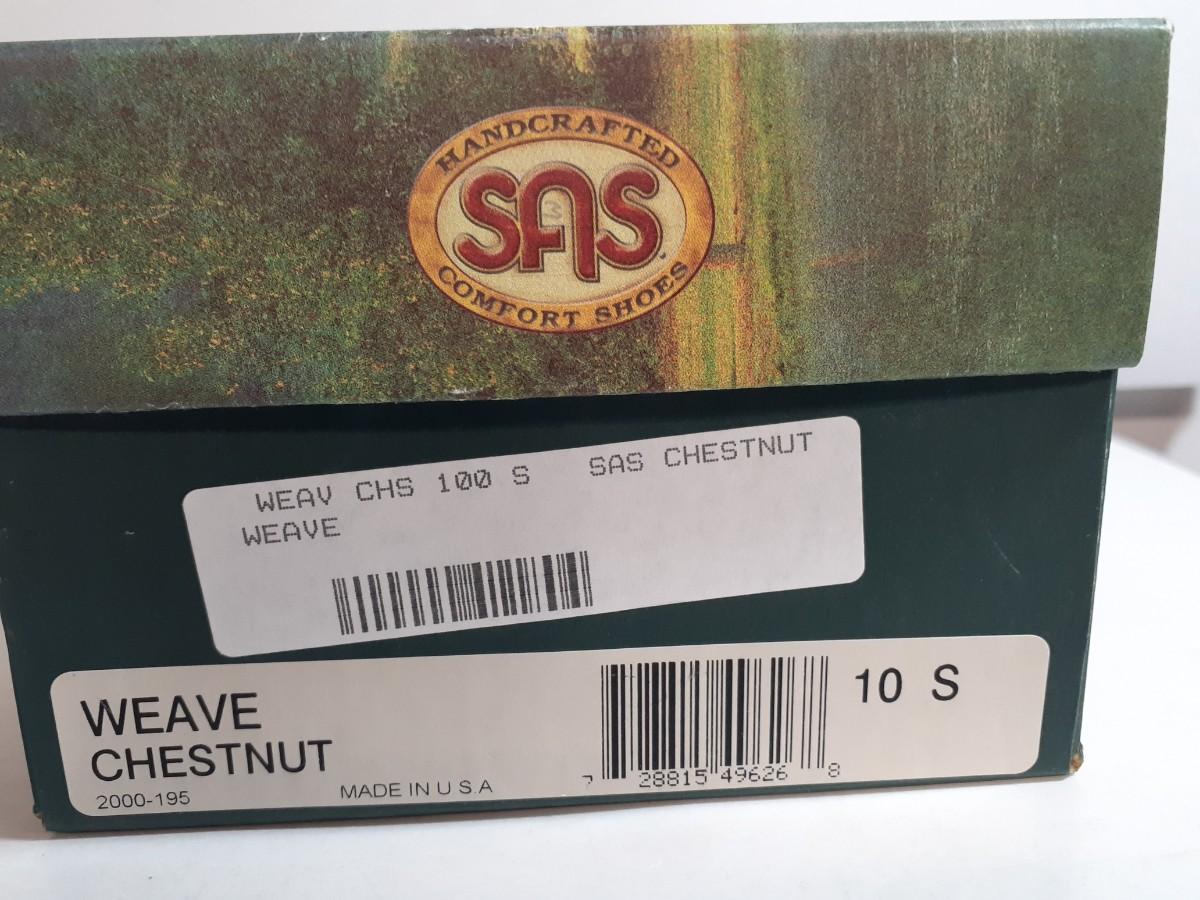 HANDCRAFTED
SAS
COMFORT SHOES
WEAV CHS 100 S SAS CHESTNUT
WEAVE
WEAVE
CHESTNUT
2000-195
MADE IN U S.A
7 28815 49626 8
10 S